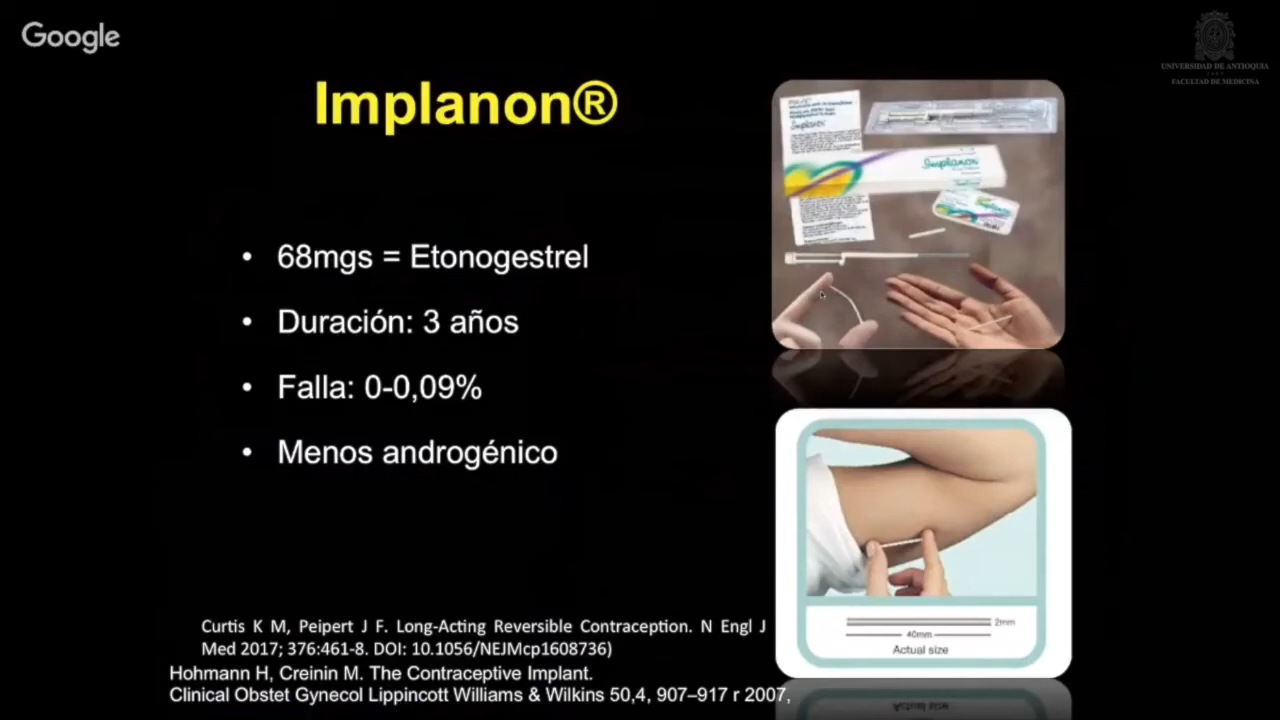 Google
UNIVERSIDAD DE ANTIOQUIA
FACULTAD DE MEDICINA
Implanon®
• 68mgs = Etonogestrel
• Duración: 3 años
• Falla: 0-0,09%
• Menos androgénico
Implanon
Implanon
2mm
40mm
Actual size
Curtis K M, Peipert J F. Long-Acting Reversible Contraception. N Engl J
Med 2017; 376:461-8. DOI: 10.1056/NEJMcp1608736)
Hohmann H, Creinin M. The Contraceptive Implant.
Clinical Obstet Gynecol Lippincott Williams & Wilkins 50,4, 907–917 r 2007,